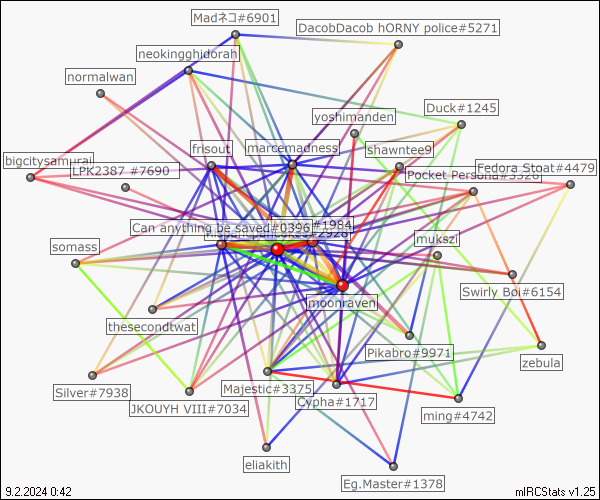 Madネコ#6901
DacobDacob hORNY police#5271
neokingghidorah
normalwan
Duck#1245
yoshimanden
frisout
marcemadness
shawntee9
bigcitysamurai
LPK2387 #7690
Pocket Persona#3326
Fedora Stoat#4479
Can anything be saved#0396
#1984
mukszi
somass
Swirly Boi#6154
moonraven
thesecondtwat
Pikabro#9971
zebula
Silver#7938
JKOUYH VIII#7034
Majestic#3375
Cypha#1717
ming#4742
eliakith
Eg.Master#1378
9.2.2024 0:42
mIRCStats v1.25